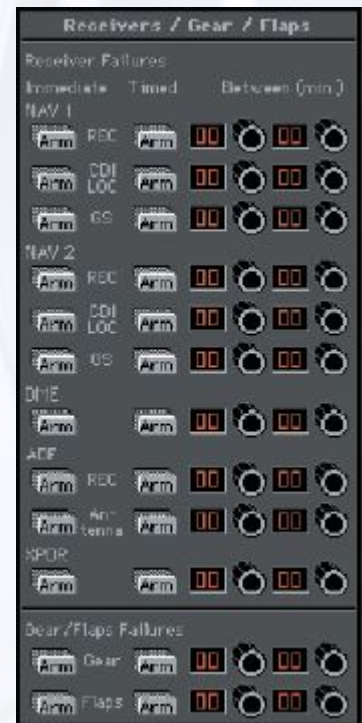 Receivers / Gear / Flaps
Receiver Failures
Immediate Timed Between (min.)
NAV 1
Arm REC Arm 00 00
Arm CDI LOC Arm 00 00
Arm GS Arm 00 00
NAV 2
Arm REC Arm 00 00
Arm CDI LOC Arm 00 00
Arm GS Arm 00 00
DME
Arm Arm 00 00
ADF
Arm REC Arm 00 00
Arm An-tenna Arm 00 00
XPDR
Arm Arm 00 00
Gear/Flaps Failures
Arm Gear Arm 00 00
Arm Flaps Arm 00 00